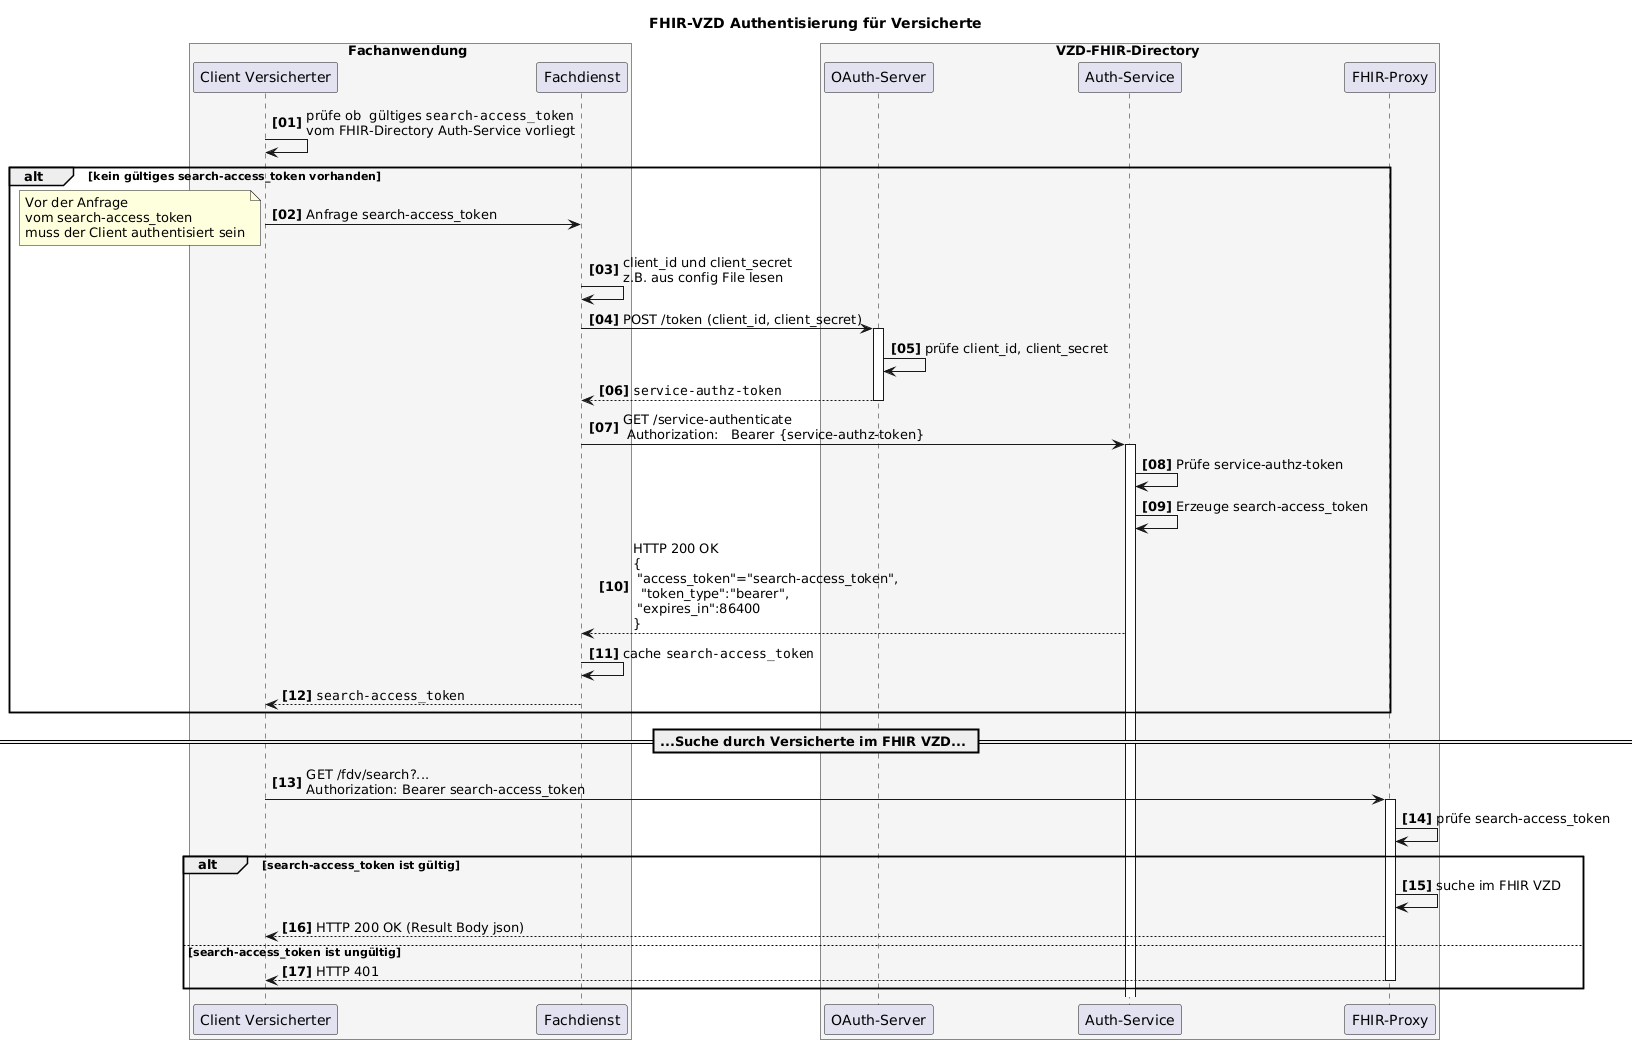 FHIR-VZD Authentisierung für Versicherte
Fachanwendung
VZD-FHIR-Directory
Client Versicherter
Fachdienst
OAuth-Server
Auth-Service
FHIR-Proxy
[01] prüfe ob  gültiges search-access_token
vom FHIR-Directory Auth-Service vorliegt
alt [kein gültiges search-access_token vorhanden]
Vor der Anfrage
vom search-access_token
muss der Client authentisiert sein
[02] Anfrage search-access_token
[03] client_id und client_secret
z.B. aus config File lesen
[04] POST /token (client_id, client_secret)
[05] prüfe client_id, client_secret
[06] service-authz-token
[07] GET /service-authenticate
Authorization:   Bearer {service-authz-token}
[08] Prüfe service-authz-token
[09] Erzeuge search-access_token
HTTP 200 OK
{
"access_token"="search-access_token",
[10] "token_type":"bearer",
"expires_in":86400
}
[11] cache search-access_token
[12] search-access_token
...Suche durch Versicherte im FHIR VZD...
[13] GET /fdv/search?...
Authorization: Bearer search-access_token
[14] prüfe search-access_token
alt [search-access_token ist gültig]
[15] suche im FHIR VZD
[16] HTTP 200 OK (Result Body json)
[search-access_token ist ungültig]
[17] HTTP 401
Client Versicherter
Fachdienst
OAuth-Server
Auth-Service
FHIR-Proxy